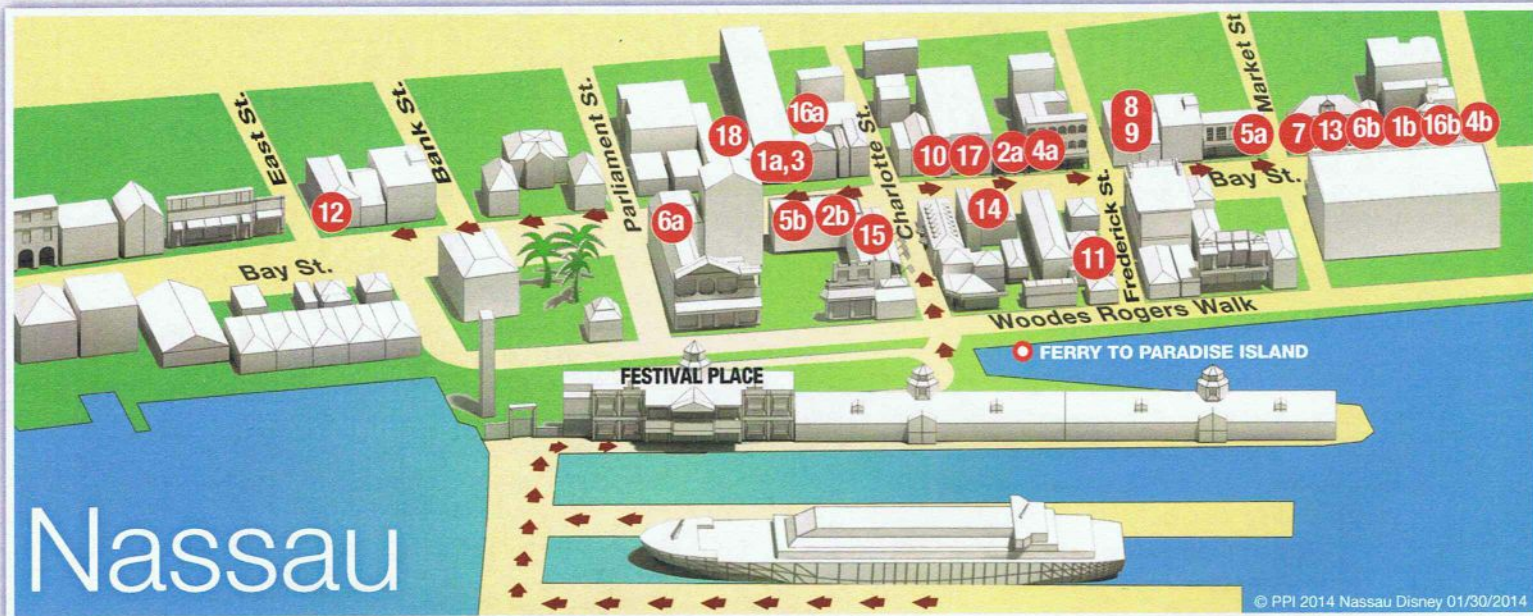 East St.
Bank St.
Parliament St.
Charlotte St.
Frederick St.
Market St.
16a
18
1a,3
10
17
2a
4a
8
9
5a
7
13
6b
1b
16b
4b
12
6a
5b
2b
15
14
11
Bay St.
Bay St.
Woodes Rogers Walk
FERRY TO PARADISE ISLAND
FESTIVAL PLACE
Nassau
© PPI 2014 Nassau Disney 01/30/2014